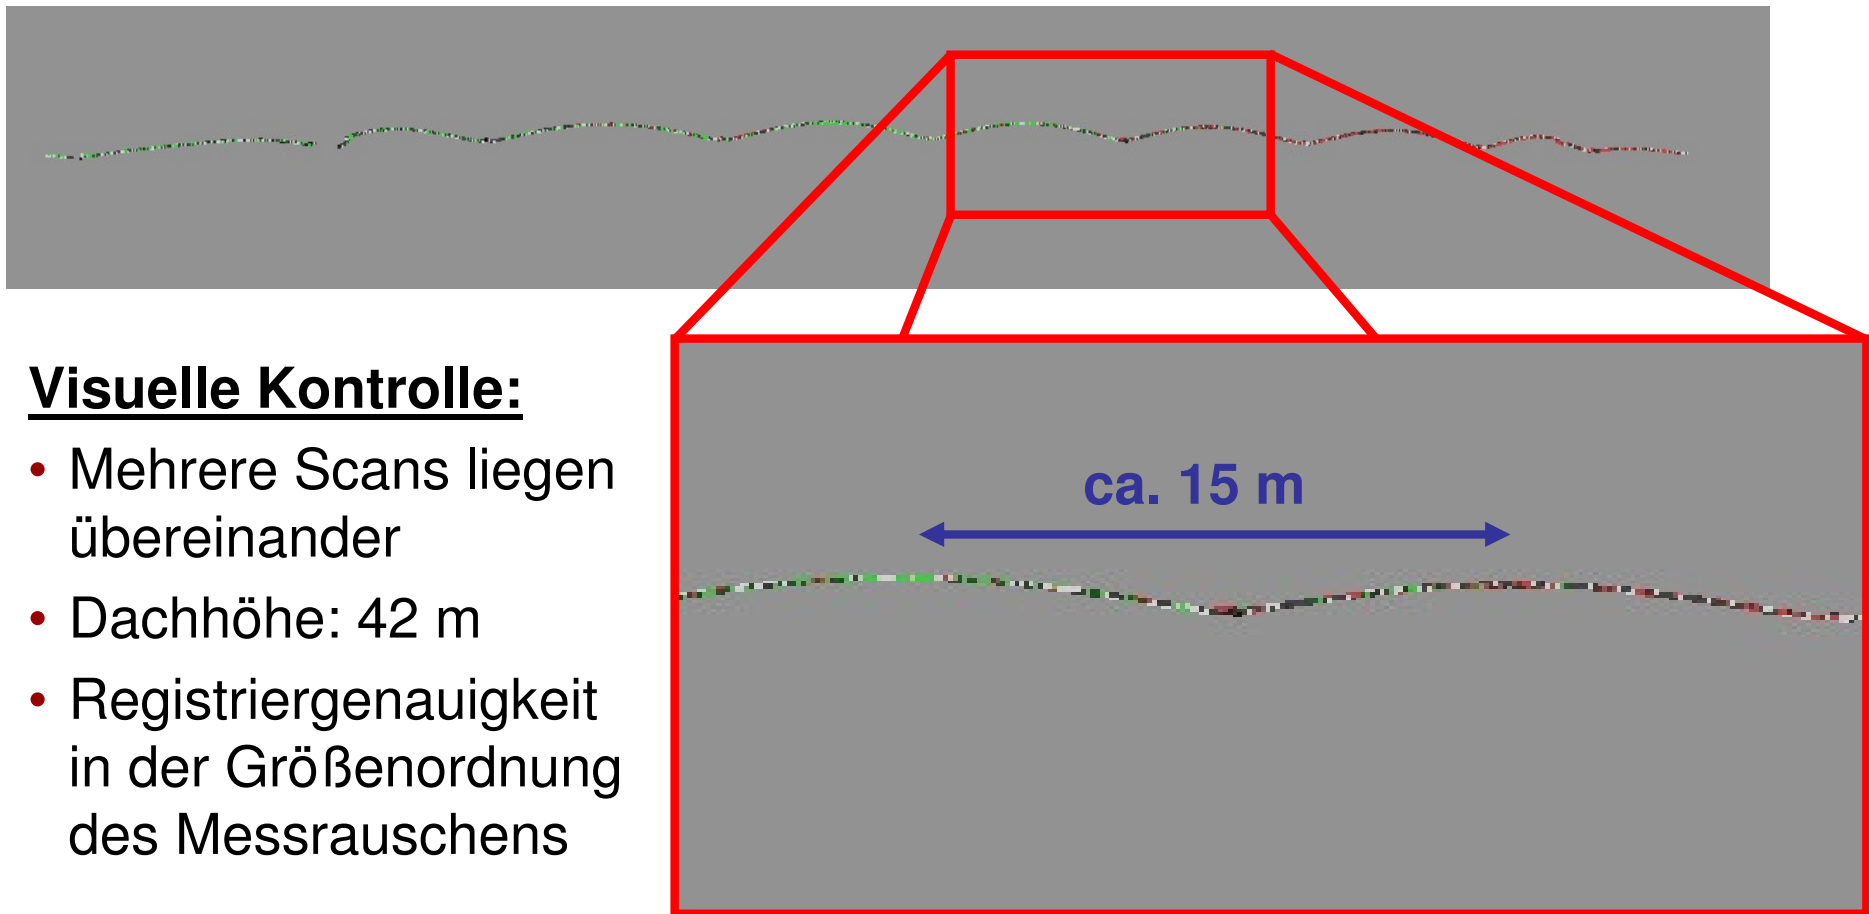 Visuelle Kontrolle:
• Mehrere Scans liegen
übereinander
• Dachhöhe: 42 m
• Registriergenauigkeit
in der Größenordnung
des Messrauschens
ca. 15 m